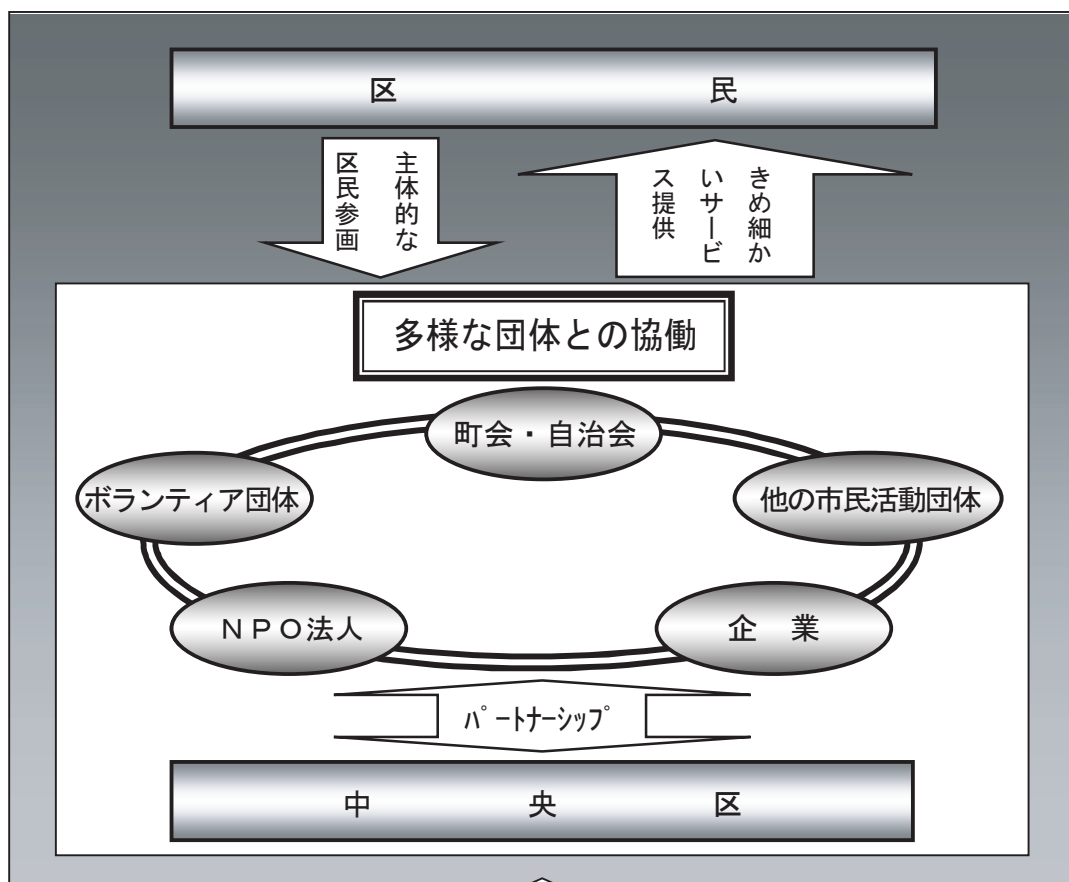 区民
主体的な
区民参画
きめ細か
いサービ
ス提供
多様な団体との協働
町会・自治会
ボランティア団体
他の市民活動団体
ＮＰＯ法人
企業
ﾊﾟｰﾄﾅｰｼｯﾌﾟ
中央区